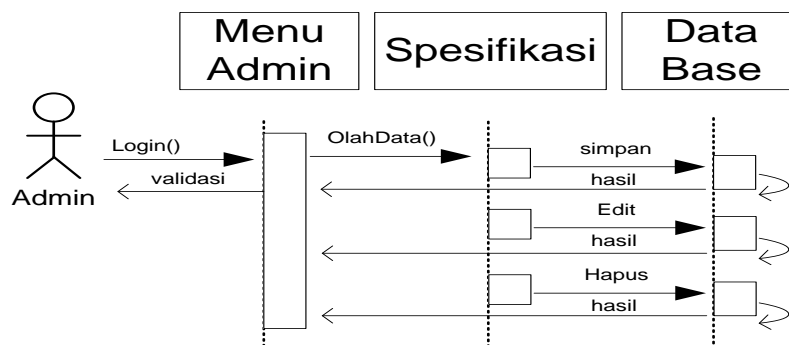 Menu
Admin
Spesifikasi
Data
Base
Login()
OlahData()
simpan
validasi
hasil
Admin
Edit
hasil
Hapus
hasil